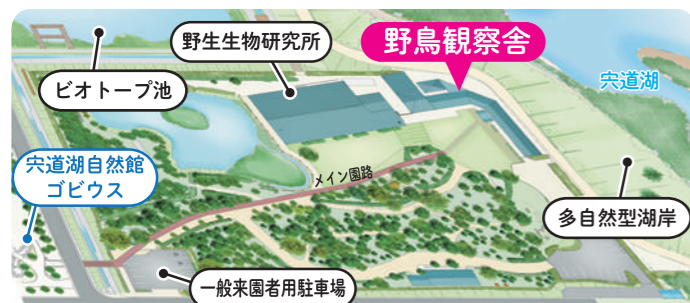 野生生物研究所
野鳥観察舎
宍道湖
ビオトープ池
宍道湖自然館
ゴビウス
メイン園路
多自然型湖岸
一般来園者用駐車場